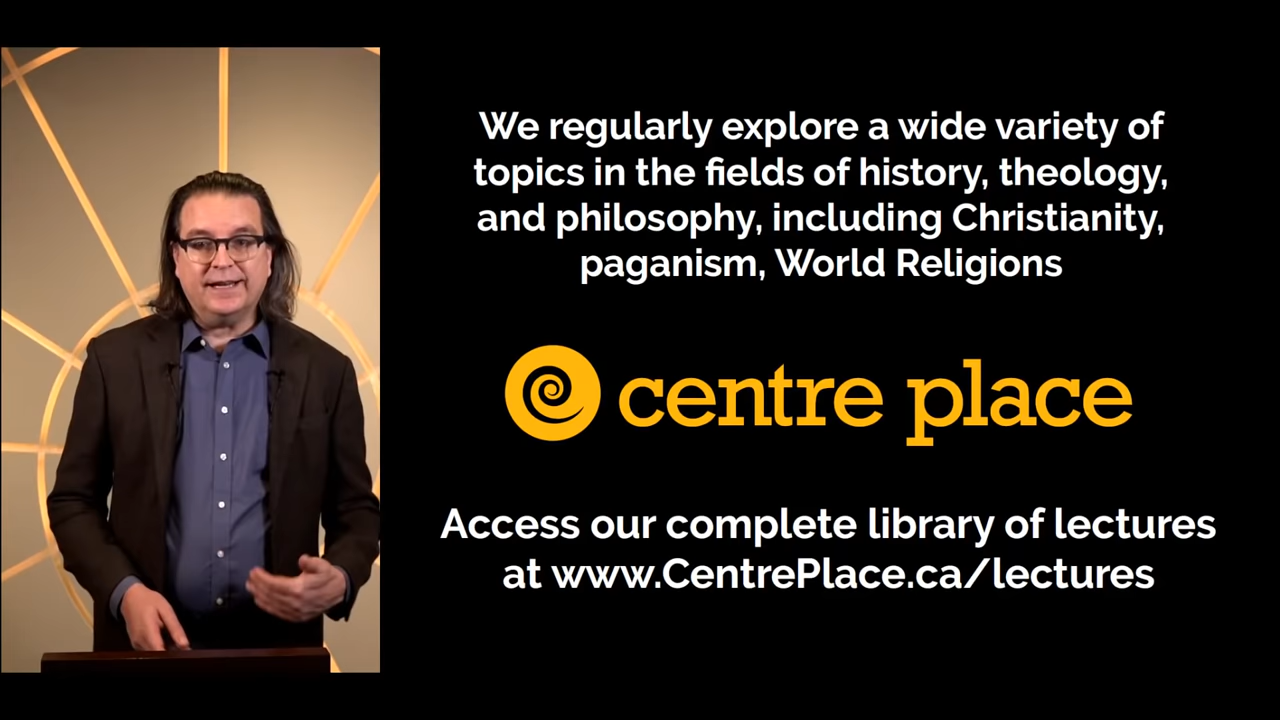 We regularly explore a wide variety of
topics in the fields of history, theology,
and philosophy, including Christianity,
paganism, World Religions
centre place
Access our complete library of lectures
at www.CentrePlace.ca/lectures